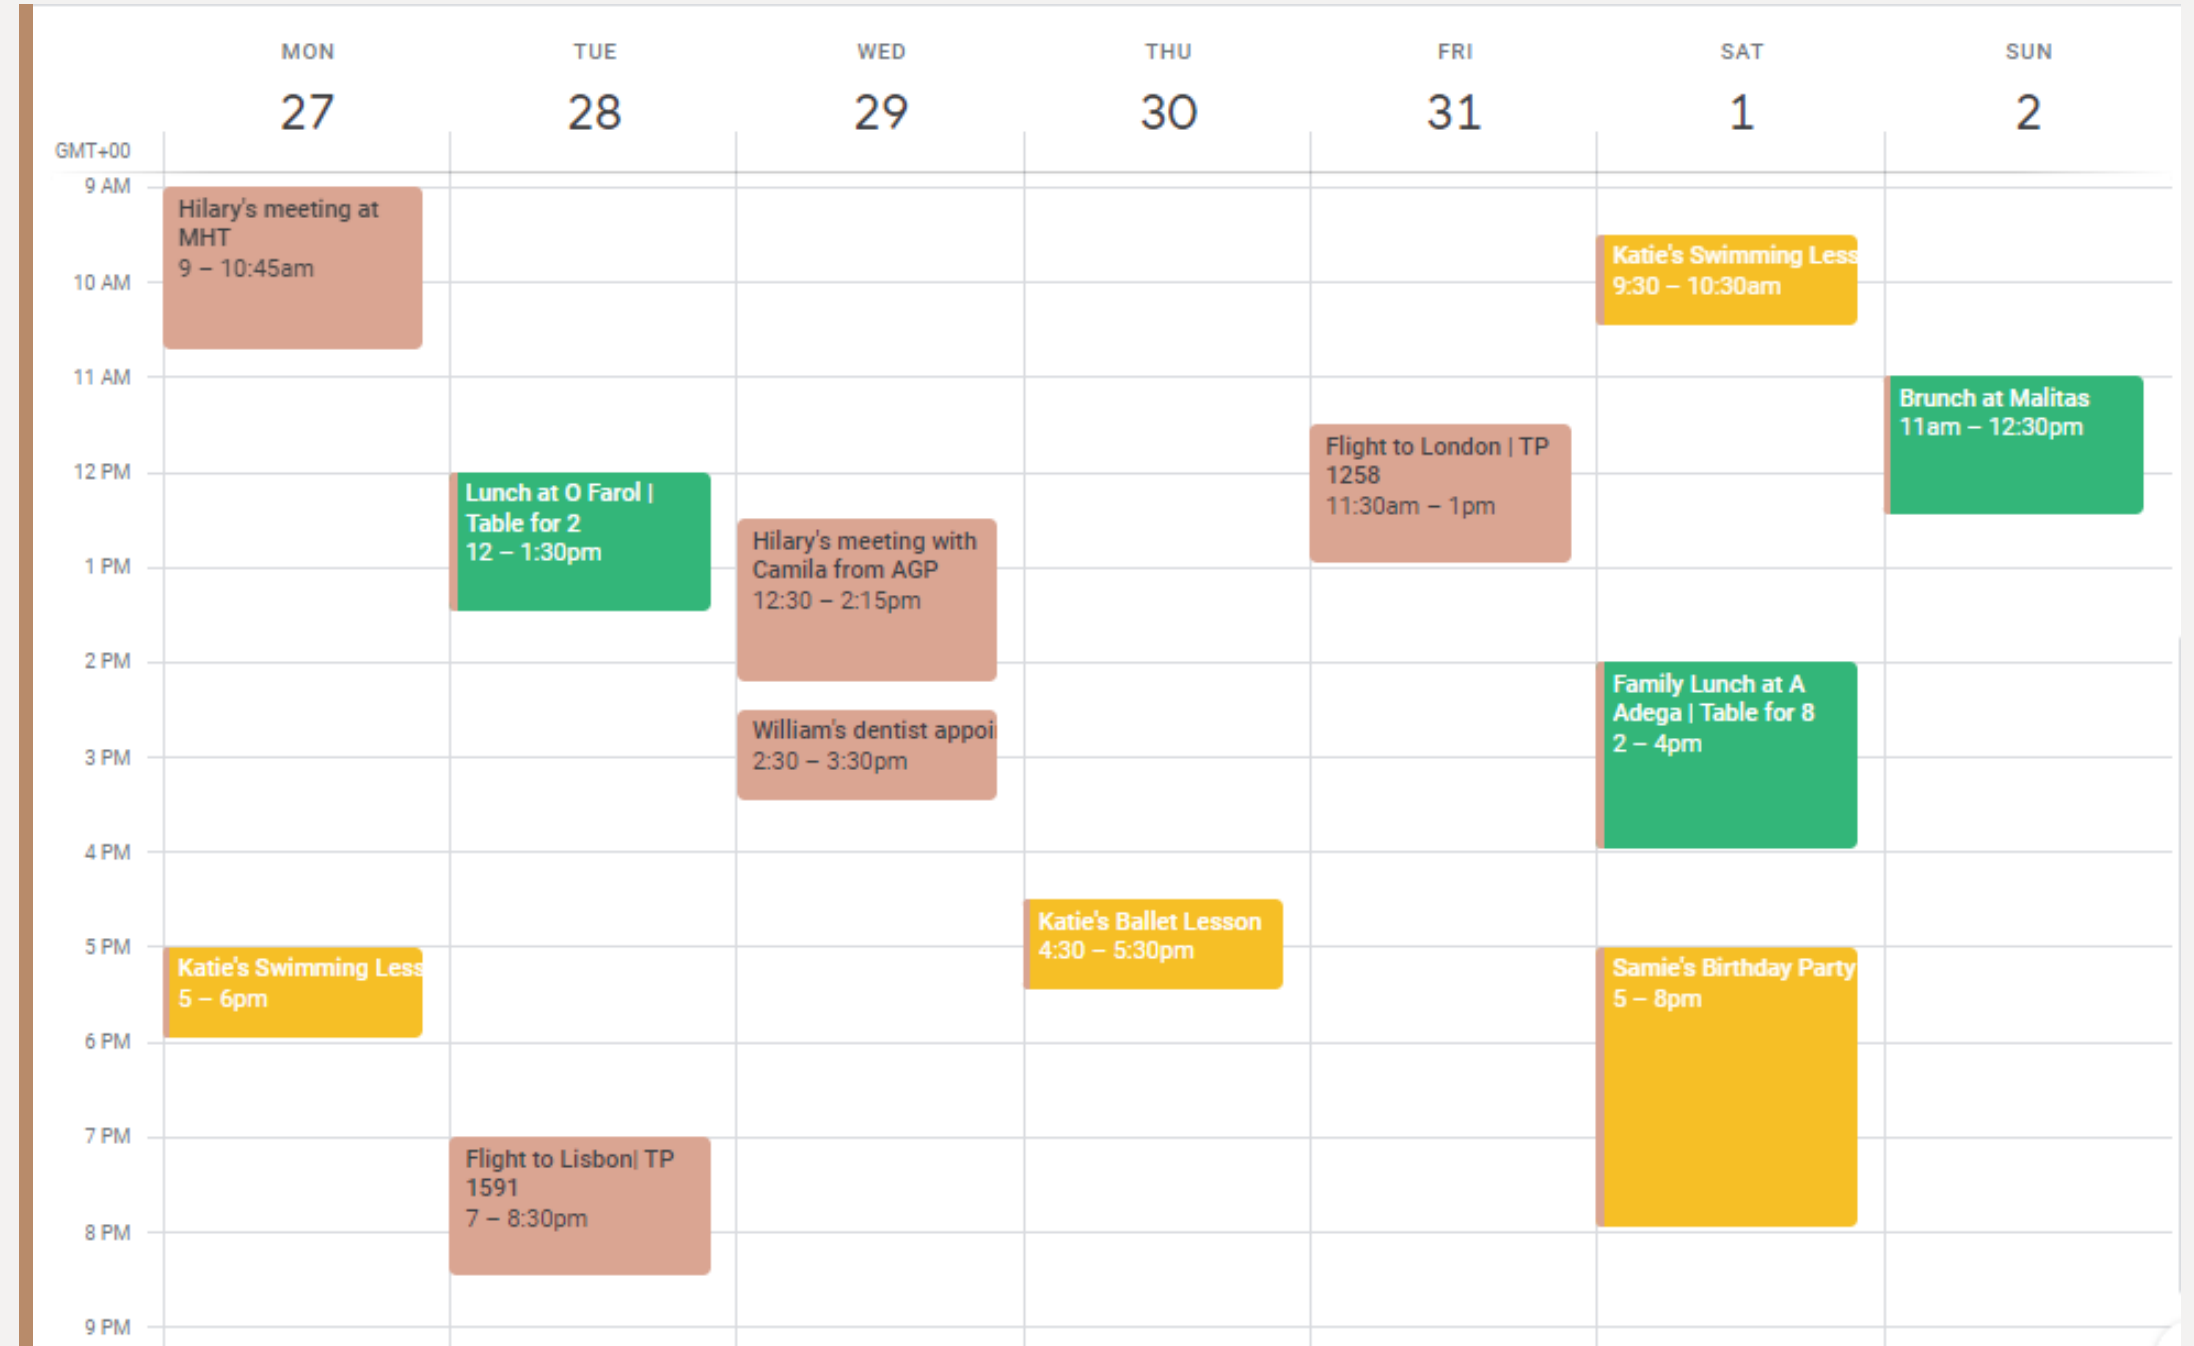 MON
TUE
WED
THU
FRI
SAT
SUN
27
28
29
30
31
1
2
GMT+00
9 AM
10 AM
11 AM
12 PM
1 PM
2 PM
3 PM
4 PM
5 PM
6 PM
7 PM
8 PM
9 PM
Hilary's meeting at
MHT
9 – 10:45am
Katie's Swimming Less
5 – 6pm
Lunch at O Farol |
Table for 2
12 – 1:30pm
Flight to Lisbon| TP
1591
7 – 8:30pm
Hilary's meeting with
Camila from AGP
12:30 – 2:15pm
William's dentist appoi
2:30 – 3:30pm
Katie's Ballet Lesson
4:30 – 5:30pm
Flight to London | TP
1258
11:30am – 1pm
Katie's Swimming Less
9:30 – 10:30am
Family Lunch at A
Adega | Table for 8
2 – 4pm
Samie's Birthday Party
5 – 8pm
Brunch at Malitas
11am – 12:30pm